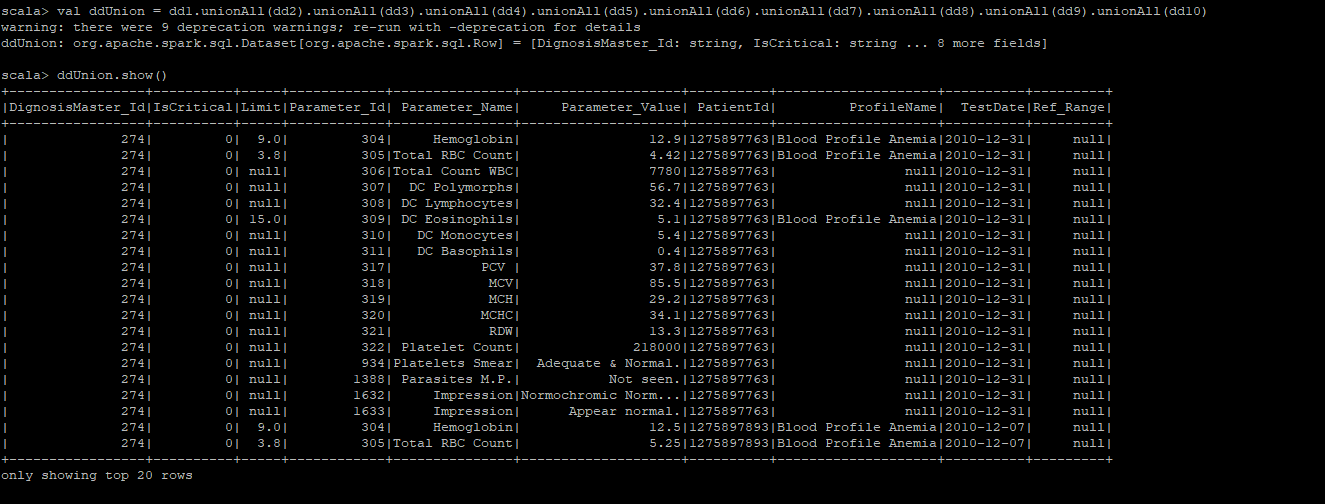 scala> val ddUnion = dd1.unionAll(dd2).unionAll(dd3).unionAll(dd4).unionAll(dd5).unionAll(dd6).unionAll(dd7).unionAll(dd8).unionAll(dd9).unionAll(dd10)
warning: there were 9 deprecation warnings; re-run with -deprecation for details
ddUnion: org.apache.spark.sql.Dataset[org.apache.spark.sql.Row] = [DignosisMaster_Id: string, IsCritical: string ... 8 more fields]
scala> ddUnion.show()
+-----------------+----------+-----+------------+---------------+--------------------+----------+--------------------+----------+---------+
|DignosisMaster_Id|IsCritical|Limit|Parameter_Id| Parameter_Name|     Parameter_Value| PatientId|         ProfileName|  TestDate|Ref_Range|
+-----------------+----------+-----+------------+---------------+--------------------+----------+--------------------+----------+---------+
|              274|         0|  9.0|         304|     Hemoglobin|                12.9|1275897763|Blood Profile Anemia|2010-12-31|     null|
|              274|         0|  3.8|         305|Total RBC Count|                4.42|1275897763|Blood Profile Anemia|2010-12-31|     null|
|              274|         0| null|         306|Total Count WBC|                7780|1275897763|                null|2010-12-31|     null|
|              274|         0| null|         307|  DC Polymorphs|                56.7|1275897763|                null|2010-12-31|     null|
|              274|         0| null|         308| DC Lymphocytes|                32.4|1275897763|                null|2010-12-31|     null|
|              274|         0| 15.0|         309| DC Eosinophils|                 5.1|1275897763|Blood Profile Anemia|2010-12-31|     null|
|              274|         0| null|         310|   DC Monocytes|                 5.4|1275897763|                null|2010-12-31|     null|
|              274|         0| null|         311|   DC Basophils|                 0.4|1275897763|                null|2010-12-31|     null|
|              274|         0| null|         317|           PCV |                37.8|1275897763|                null|2010-12-31|     null|
|              274|         0| null|         318|            MCV|                85.5|1275897763|                null|2010-12-31|     null|
|              274|         0| null|         319|            MCH|                29.2|1275897763|                null|2010-12-31|     null|
|              274|         0| null|         320|           MCHC|                34.1|1275897763|                null|2010-12-31|     null|
|              274|         0| null|         321|            RDW|                13.3|1275897763|                null|2010-12-31|     null|
|              274|         0| null|         322| Platelet Count|              218000|1275897763|                null|2010-12-31|     null|
|              274|         0| null|         934|Platelets Smear|  Adequate & Normal.|1275897763|                null|2010-12-31|     null|
|              274|         0| null|        1388| Parasites M.P.|           Not seen.|1275897763|                null|2010-12-31|     null|
|              274|         0| null|        1632|     Impression|Normochromic Norm...|1275897763|                null|2010-12-31|     null|
|              274|         0| null|        1633|     Impression|      Appear normal.|1275897763|                null|2010-12-31|     null|
|              274|         0|  9.0|         304|     Hemoglobin|                12.5|1275897893|Blood Profile Anemia|2010-12-07|     null|
|              274|         0|  3.8|         305|Total RBC Count|                5.25|1275897893|Blood Profile Anemia|2010-12-07|     null|
+-----------------+----------+-----+------------+---------------+--------------------+----------+--------------------+----------+---------+
only showing top 20 rows